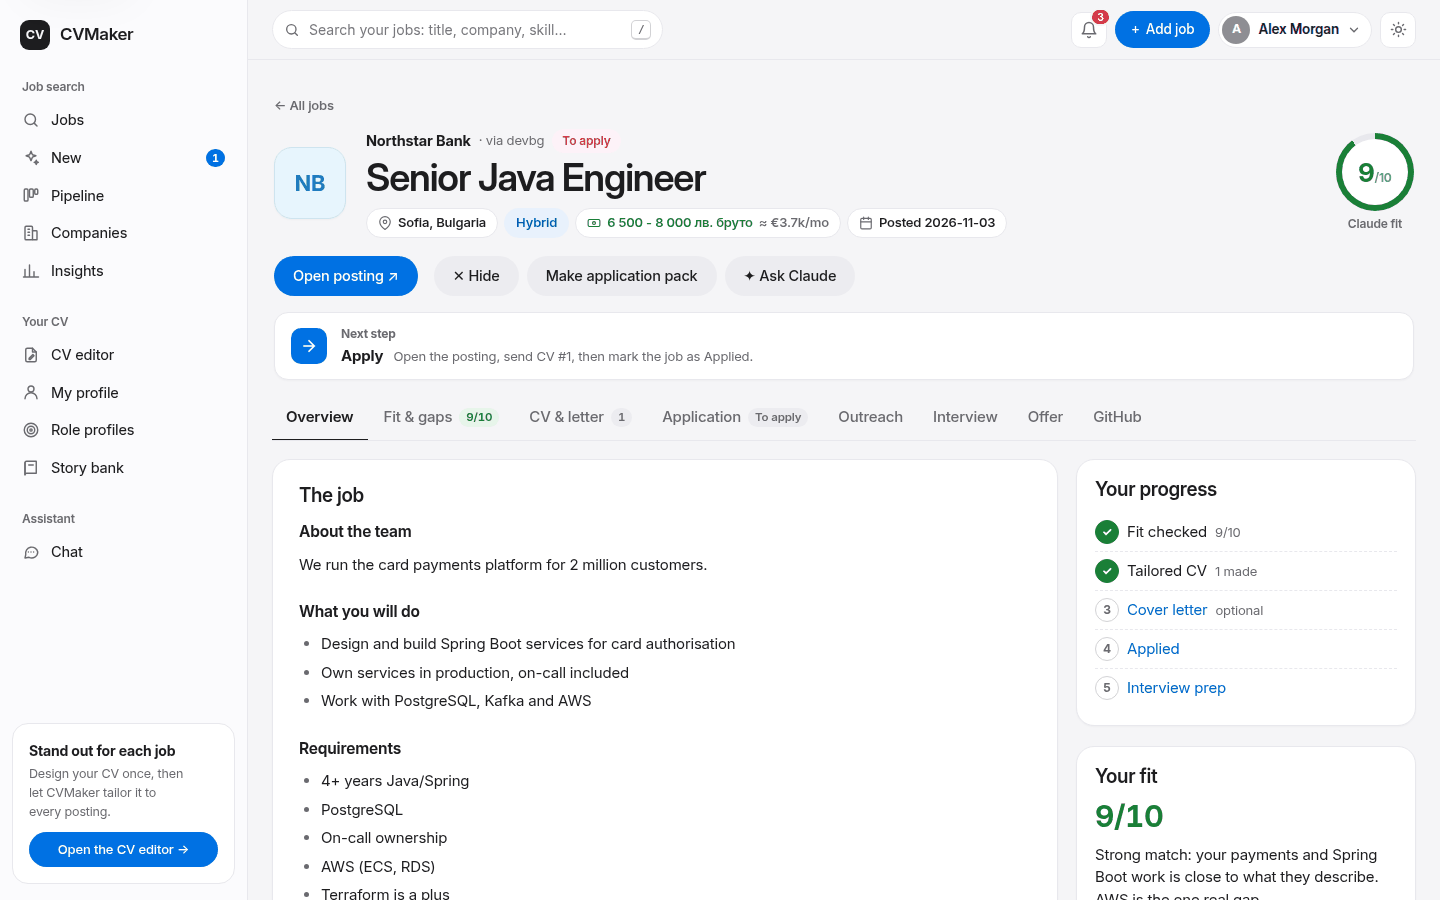 CV CVMaker
Search your jobs: title, company, skill... /
3
+ Add job
A Alex Morgan
Job search
Jobs
New 1
Pipeline
Companies
Insights
Your CV
CV editor
My profile
Role profiles
Story bank
Assistant
Chat
Stand out for each job
Design your CV once, then
let CVMaker tailor it to
every posting.
Open the CV editor →
← All jobs
NB
Northstar Bank · via devbg To apply
Senior Java Engineer
Sofia, Bulgaria Hybrid 6 500 - 8 000 лв. бруто ≈ €3.7k/mo Posted 2026-11-03
9/10
Claude fit
Open posting ↗ ✕ Hide Make application pack ✦ Ask Claude
Next step
Apply Open the posting, send CV #1, then mark the job as Applied.
Overview Fit & gaps 9/10 CV & letter 1 Application To apply Outreach Interview Offer GitHub
The job
About the team
We run the card payments platform for 2 million customers.
What you will do
• Design and build Spring Boot services for card authorisation
• Own services in production, on-call included
• Work with PostgreSQL, Kafka and AWS
Requirements
• 4+ years Java/Spring
• PostgreSQL
• On-call ownership
• AWS (ECS, RDS)
• Terraform is a plus
Your progress
Fit checked 9/10
Tailored CV 1 made
3 Cover letter optional
4 Applied
5 Interview prep
Your fit
9/10
Strong match: your payments and Spring
Boot work is close to what they describe.
AWS is the one real gap.